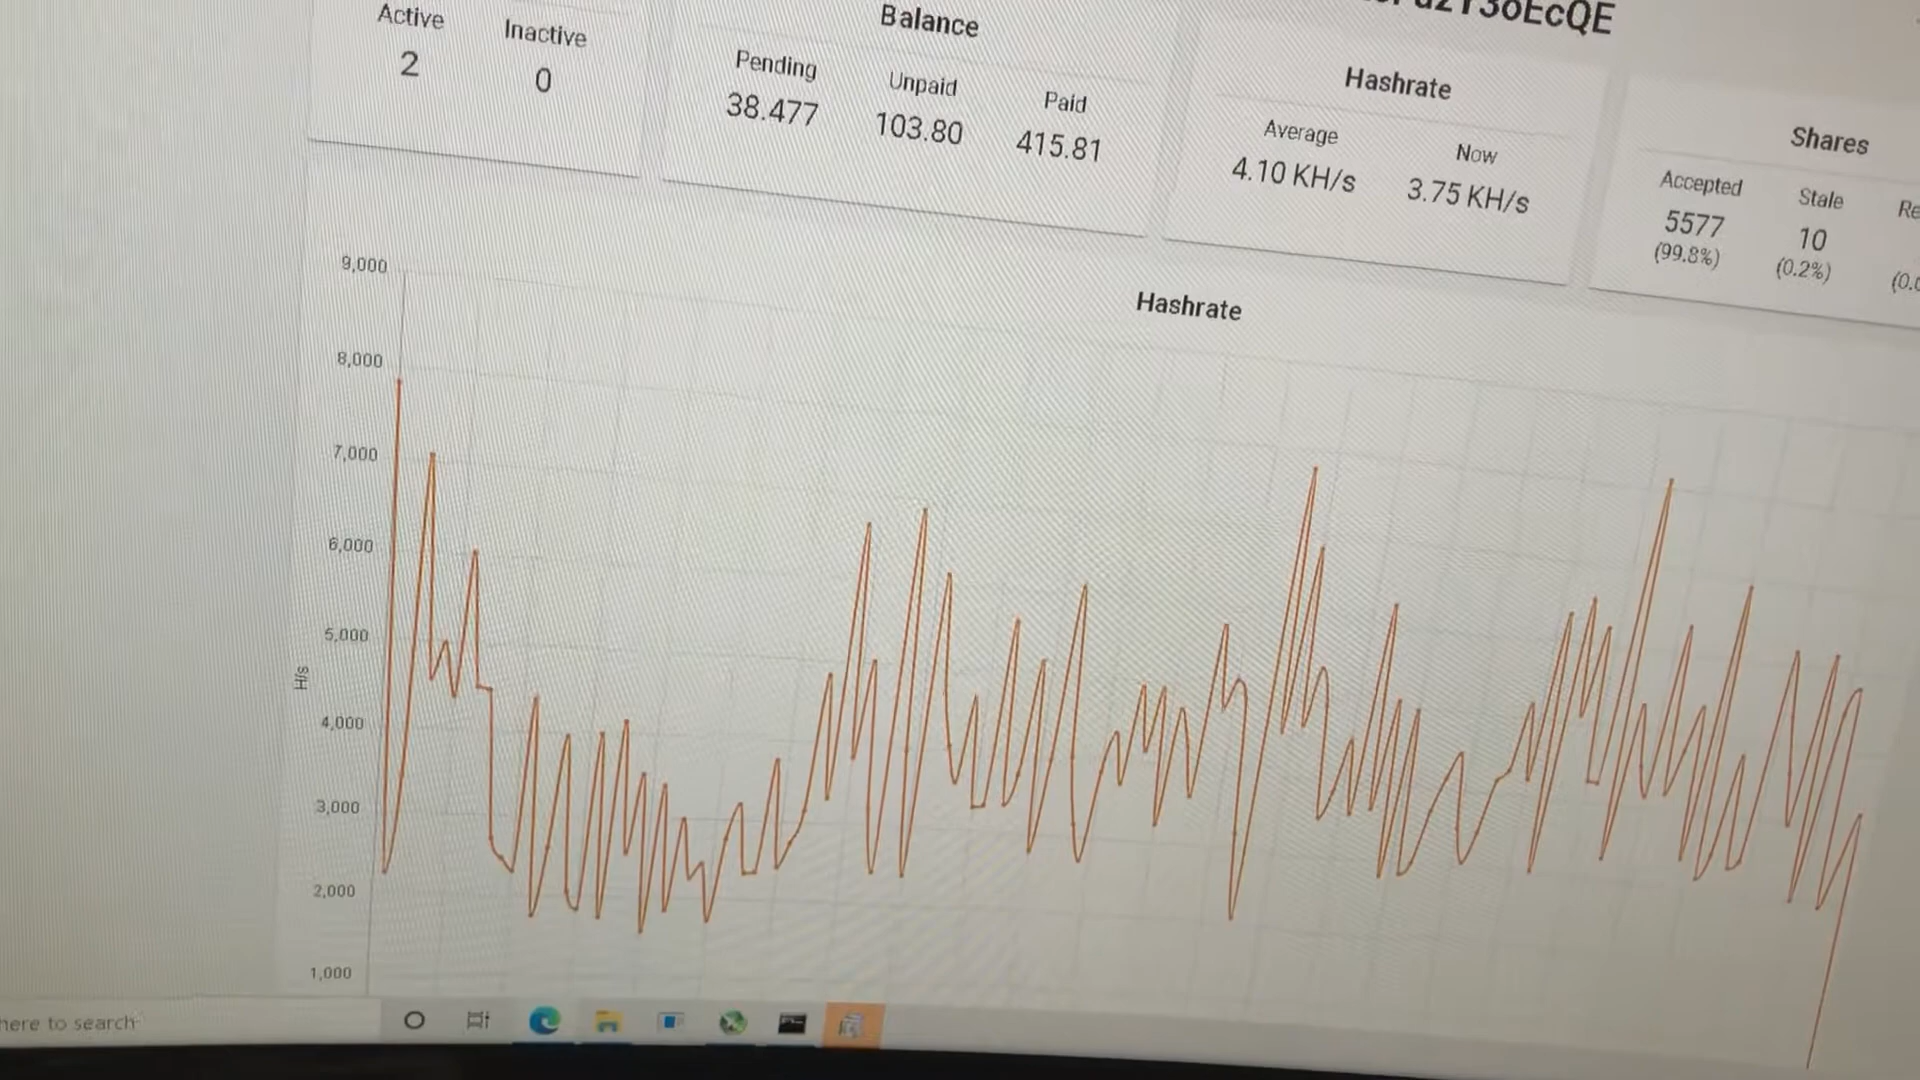 Active
Inactive
2
0
Balance
Pending
Unpaid
Paid
38.477
103.80
415.81
Hashrate
Average
Now
4.10 KH/s
3.75 KH/s
Shares
Accepted
Stale
5577
10
(99.8%)
(0.2%)
Hashrate
9,000
8,000
7,000
6,000
5,000
4,000
3,000
2,000
1,000
H/s
here to search